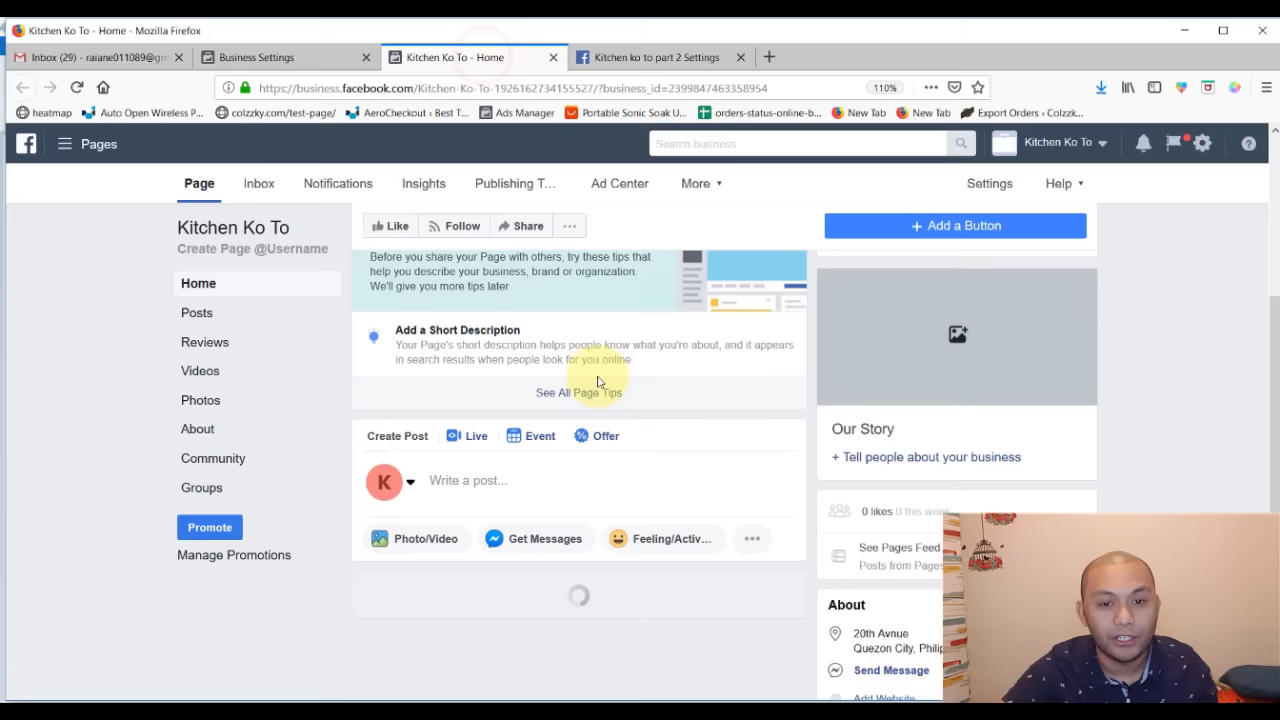 Kitchen Ko To - Home - Mozilla Firefox
Inbox (29) - raiane011089@gm
Business Settings
Kitchen Ko To - Home
Kitchen ko to part 2 Settings
https://business.facebook.com/Kitchen-Ko-To-1926162734155527/?business_id=2399847463358954
110%
heatmap
Auto Open Wireless P...
colzzky.com/test-page/
AeroCheckout ‹ Best T...
Ads Manager
Portable Sonic Soak U...
orders-status-online-b...
New Tab
New Tab
Export Orders ‹ Colzzk...
Pages
Search business
Kitchen Ko To
Page
Inbox
Notifications
Insights
Publishing T...
Ad Center
More
Settings
Help
Kitchen Ko To
Create Page @Username
Like
Follow
Share
+ Add a Button
Before you share your Page with others, try these tips that
help you describe your business, brand or organization.
We'll give you more tips later
Home
Posts
Reviews
Videos
Photos
About
Community
Groups
Promote
Manage Promotions
Add a Short Description
Your Page's short description helps people know what you're about, and it appears
in search results when people look for you online.
See All Page Tips
Create Post
Live
Event
Offer
K
Write a post...
Photo/Video
Get Messages
Feeling/Activ...
Our Story
+ Tell people about your business
0 likes 0 this week
See Pages Feed
Posts from Pages
About
20th Avnue
Quezon City, Philip
Send Message
Add Website